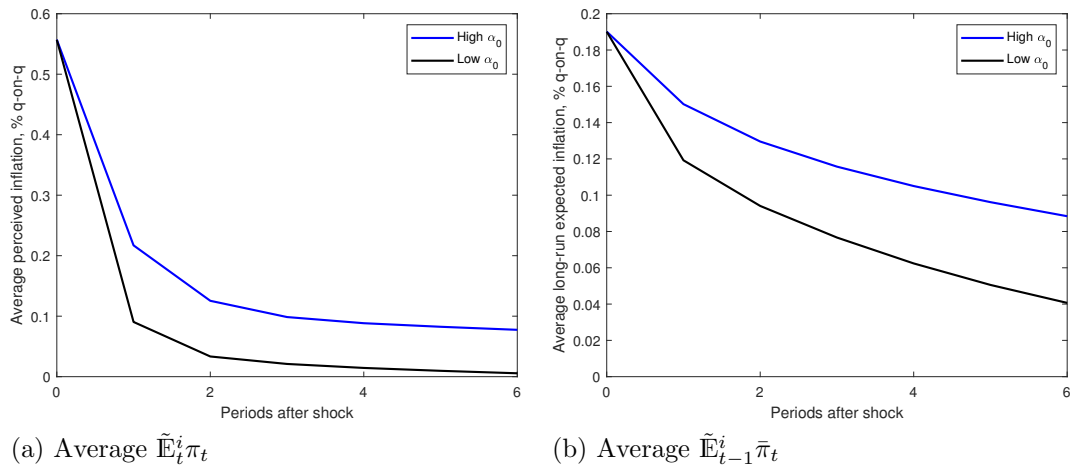 0.6
0.5
0.4
0.3
0.2
0.1
0
Average perceived inflation, % q-on-q
0 2 4 6
Periods after shock
High α₀
Low α₀
(a) Average 𝔼̃ᵢₜπₜ
0.2
0.18
0.16
0.14
0.12
0.1
0.08
0.06
0.04
0.02
0
Average long-run expected inflation, % q-on-q
0 2 4 6
Periods after shock
High α₀
Low α₀
(b) Average 𝔼̃ⁱₜ₋₁π̄ₜ